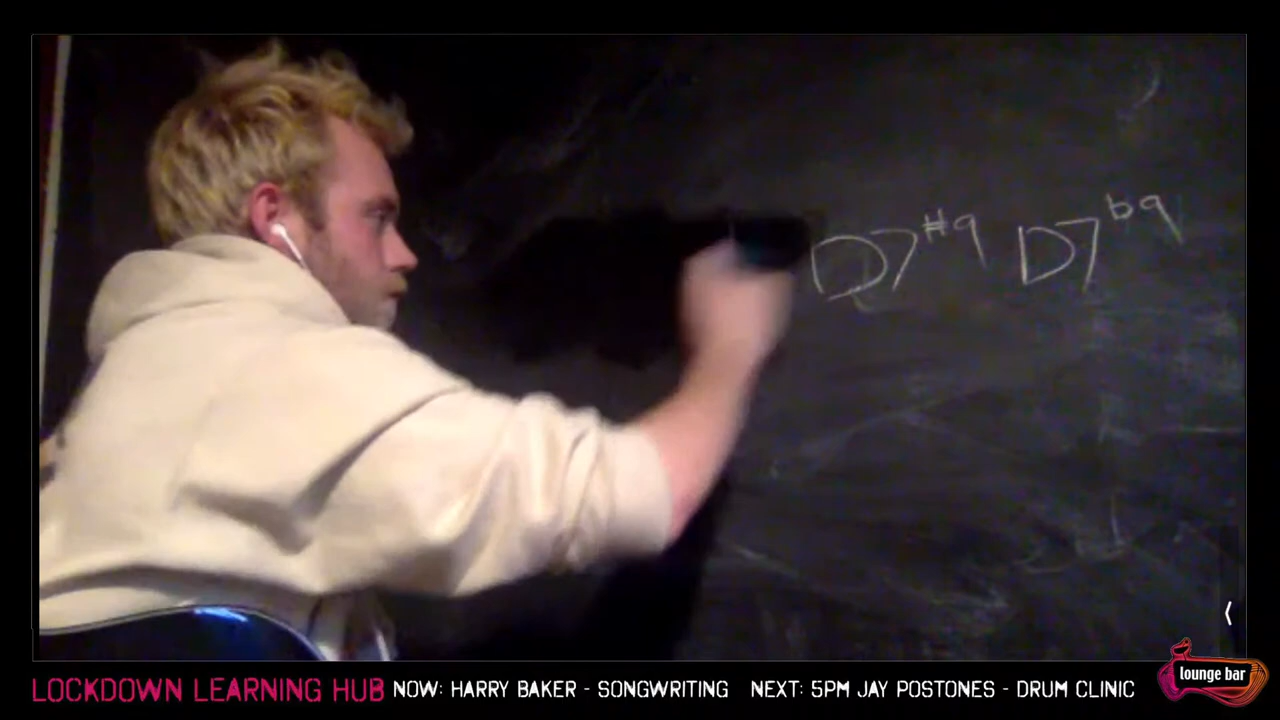 D7#9 D7b9
LOCKDOWN LEARNING HUB NOW: HARRY BAKER - SONGWRITING NEXT: 5PM JAY POSTONES - DRUM CLINIC
lounge bar